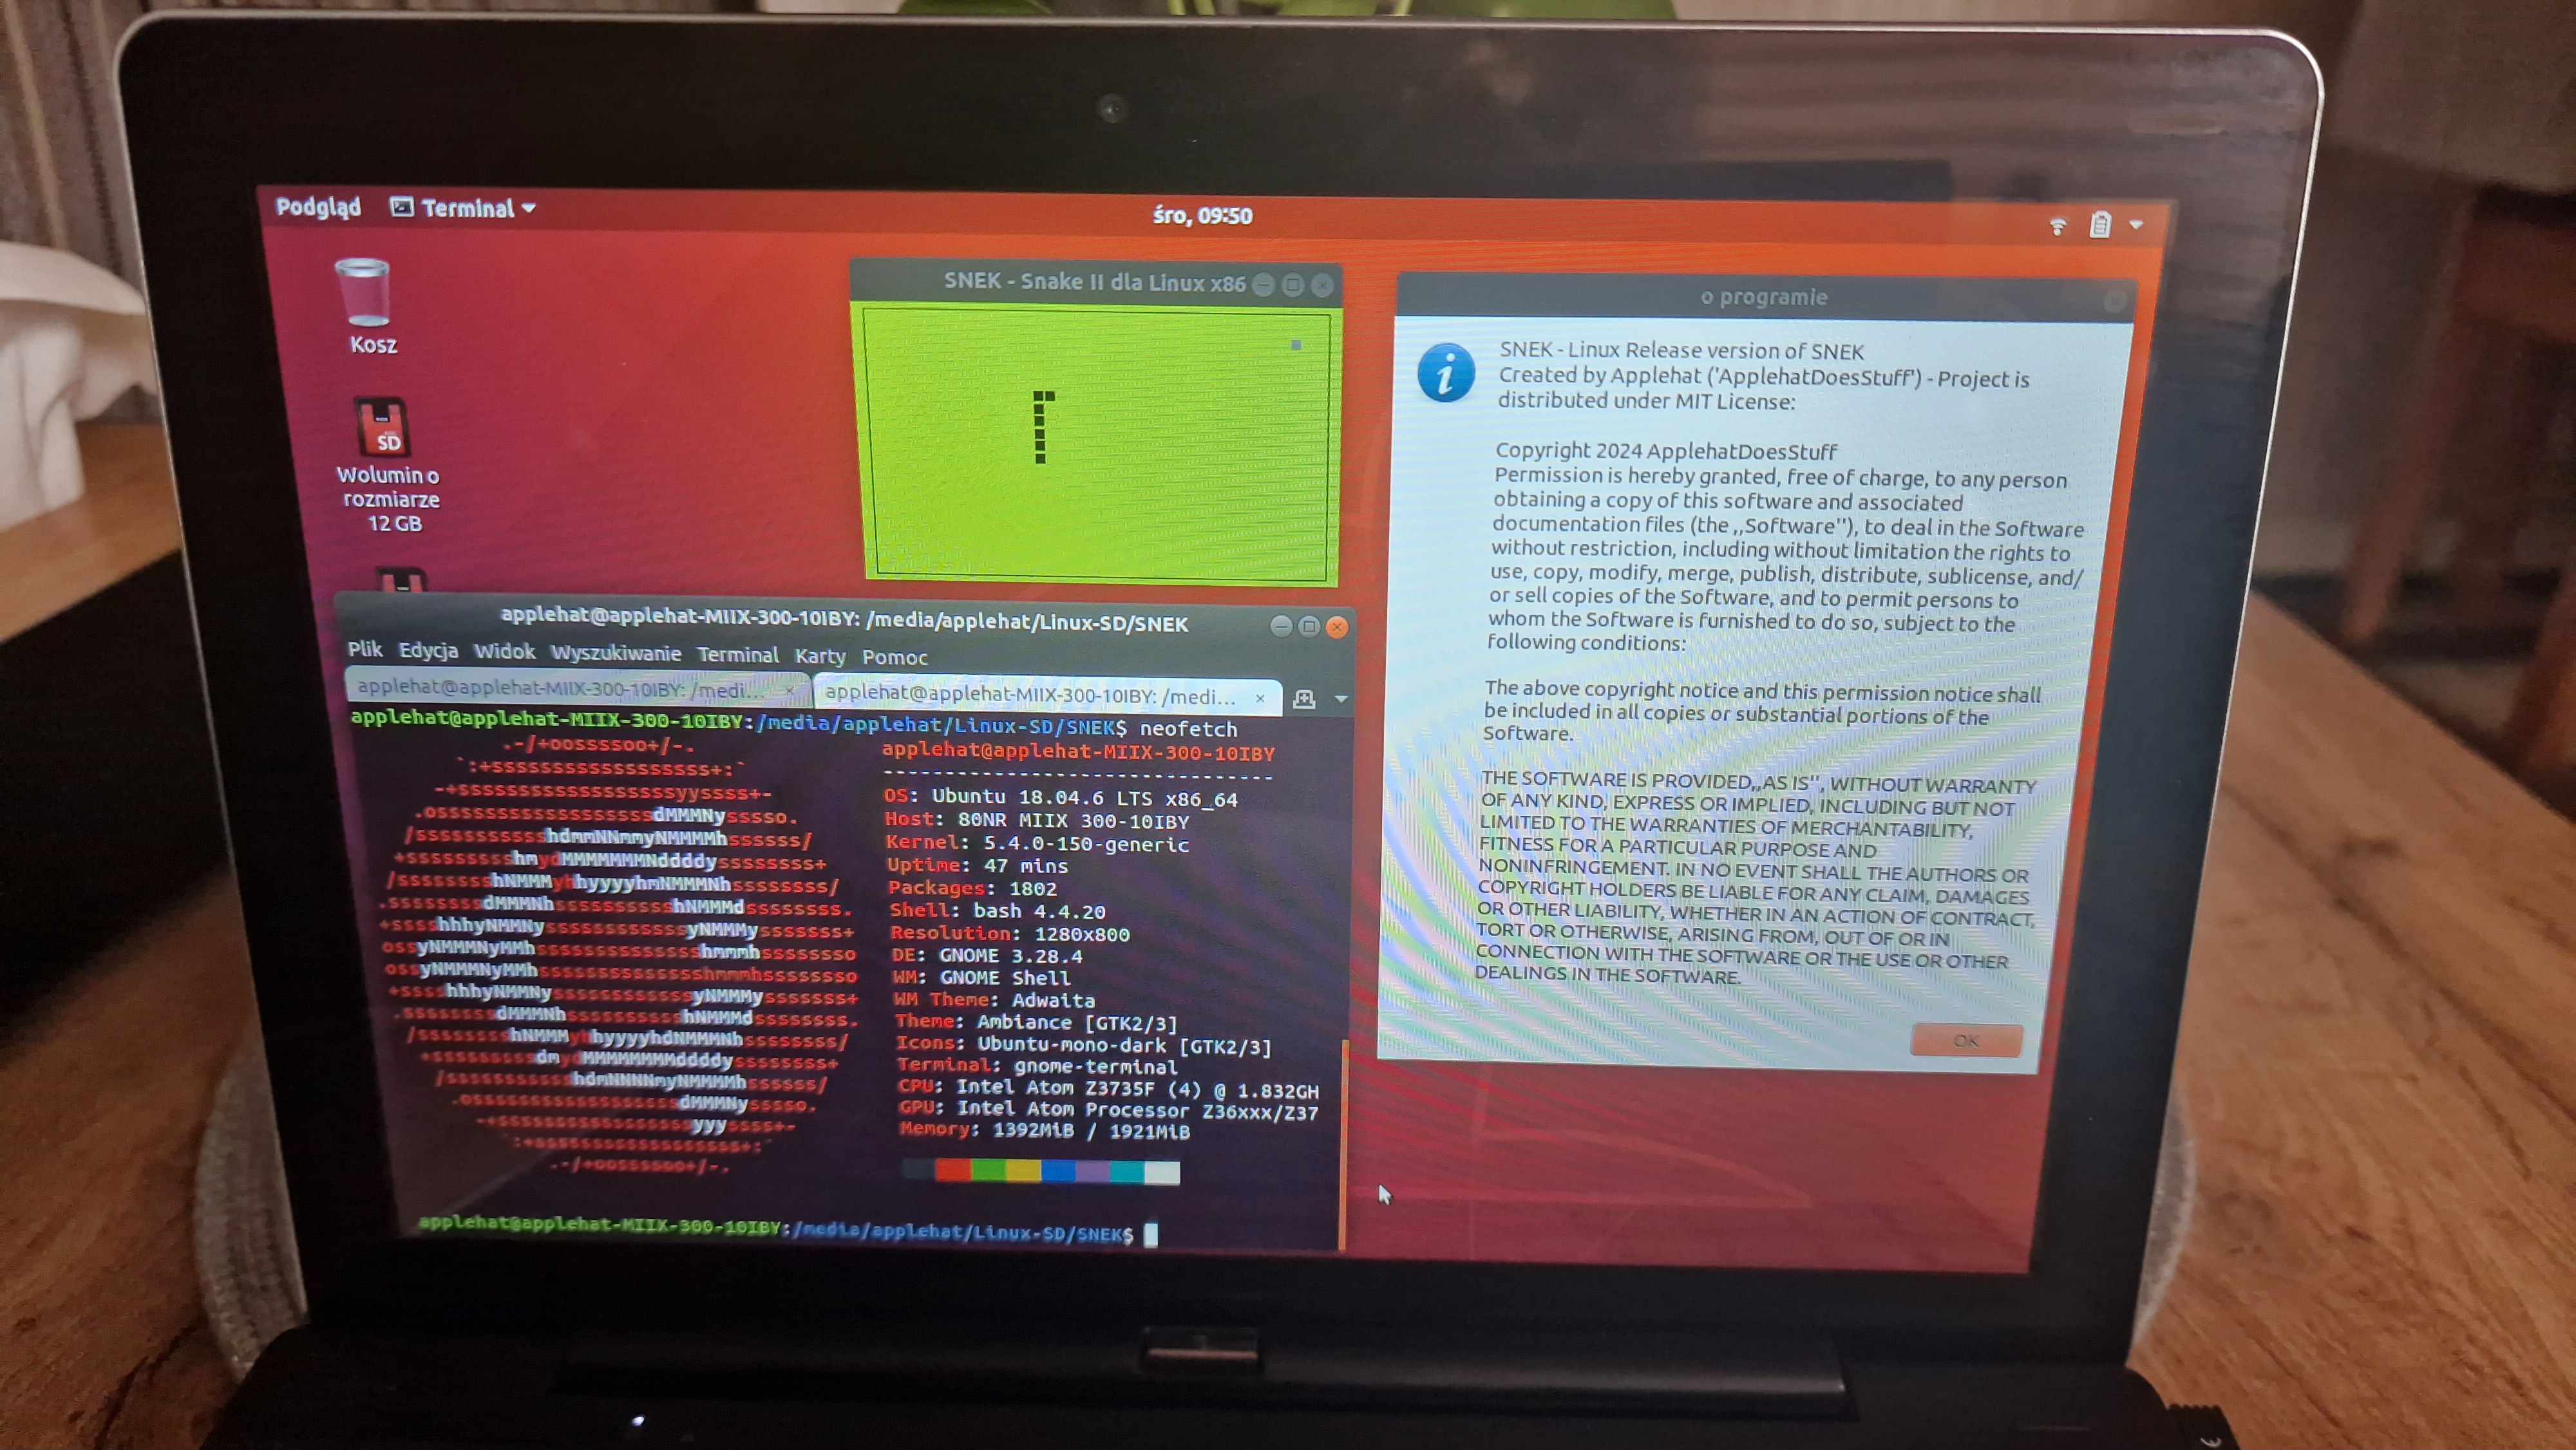 Podgląd
Terminal
śro, 09:50
Kosz
SD
Wolumin o
rozmiarze
12 GB
SNEK - Snake II dla Linux x86
o programie
SNEK - Linux Release version of SNEK
Created by Applehat ('ApplehatDoesStuff') - Project is
distributed under MIT License:
Copyright 2024 ApplehatDoesStuff
Permission is hereby granted, free of charge, to any person
obtaining a copy of this software and associated
documentation files (the ,,Software''), to deal in the Software
without restriction, including without limitation the rights to
use, copy, modify, merge, publish, distribute, sublicense, and/
or sell copies of the Software, and to permit persons to
whom the Software is furnished to do so, subject to the
following conditions:
The above copyright notice and this permission notice shall
be included in all copies or substantial portions of the
Software.
THE SOFTWARE IS PROVIDED,,AS IS'', WITHOUT WARRANTY
OF ANY KIND, EXPRESS OR IMPLIED, INCLUDING BUT NOT
LIMITED TO THE WARRANTIES OF MERCHANTABILITY,
FITNESS FOR A PARTICULAR PURPOSE AND
NONINFRINGEMENT. IN NO EVENT SHALL THE AUTHORS OR
COPYRIGHT HOLDERS BE LIABLE FOR ANY CLAIM, DAMAGES
OR OTHER LIABILITY, WHETHER IN AN ACTION OF CONTRACT,
TORT OR OTHERWISE, ARISING FROM, OUT OF OR IN
CONNECTION WITH THE SOFTWARE OR THE USE OR OTHER
DEALINGS IN THE SOFTWARE.
OK
applehat@applehat-MIIX-300-10IBY: /media/applehat/Linux-SD/SNEK
Plik Edycja Widok Wyszukiwanie Terminal Karty Pomoc
applehat@applehat-MIIX-300-10IBY: /medi...
applehat@applehat-MIIX-300-10IBY: /medi...
applehat@applehat-MIIX-300-10IBY:/media/applehat/Linux-SD/SNEK$ neofetch
applehat@applehat-MIIX-300-10IBY
--------------------------------
OS: Ubuntu 18.04.6 LTS x86_64
Host: 80NR MIIX 300-10IBY
Kernel: 5.4.0-150-generic
Uptime: 47 mins
Packages: 1802
Shell: bash 4.4.20
Resolution: 1280x800
DE: GNOME 3.28.4
WM: GNOME Shell
WM Theme: Adwaita
Theme: Ambiance [GTK2/3]
Icons: Ubuntu-mono-dark [GTK2/3]
Terminal: gnome-terminal
CPU: Intel Atom Z3735F (4) @ 1.832GH
GPU: Intel Atom Processor Z36xxx/Z37
Memory: 1392MiB / 1921MiB
applehat@applehat-MIIX-300-10IBY:/media/applehat/Linux-SD/SNEK$